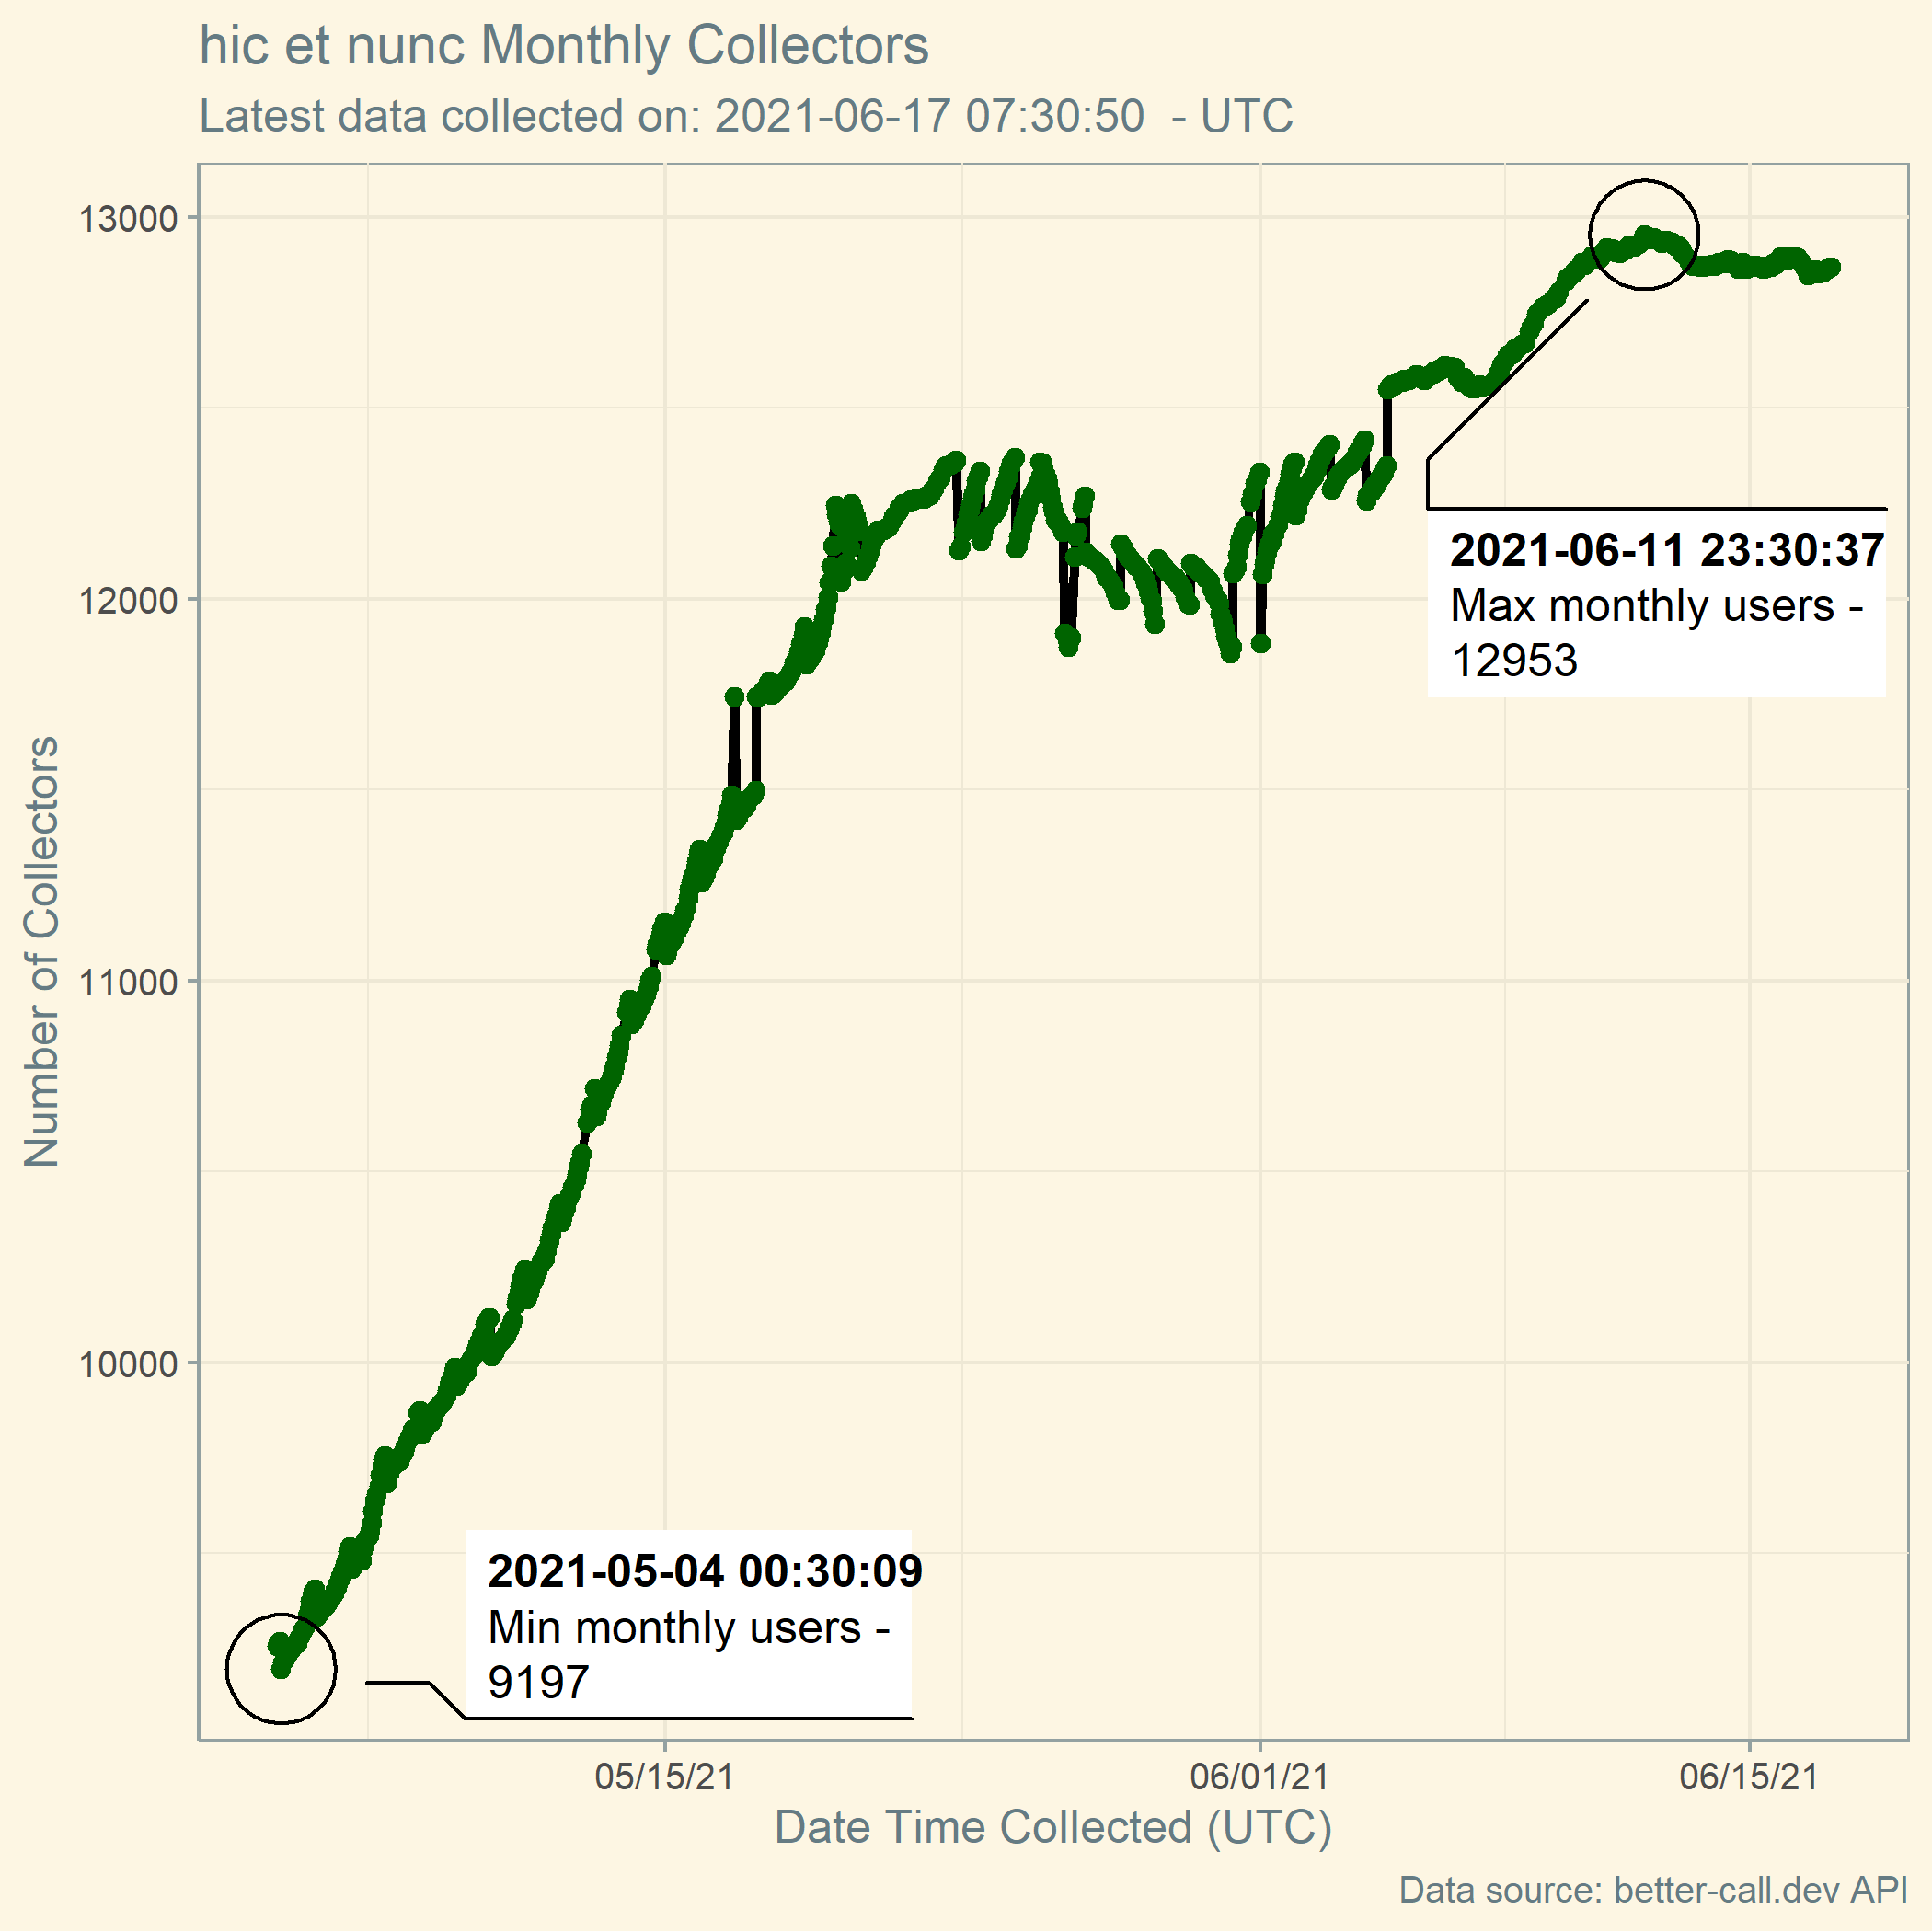 hic et nunc Monthly Collectors
Latest data collected on: 2021-06-17 07:30:50  - UTC
Number of Collectors
13000
12000
11000
10000
2021-06-11 23:30:37
Max monthly users -
12953
2021-05-04 00:30:09
Min monthly users -
9197
05/15/21
06/01/21
06/15/21
Date Time Collected (UTC)
Data source: better-call.dev API